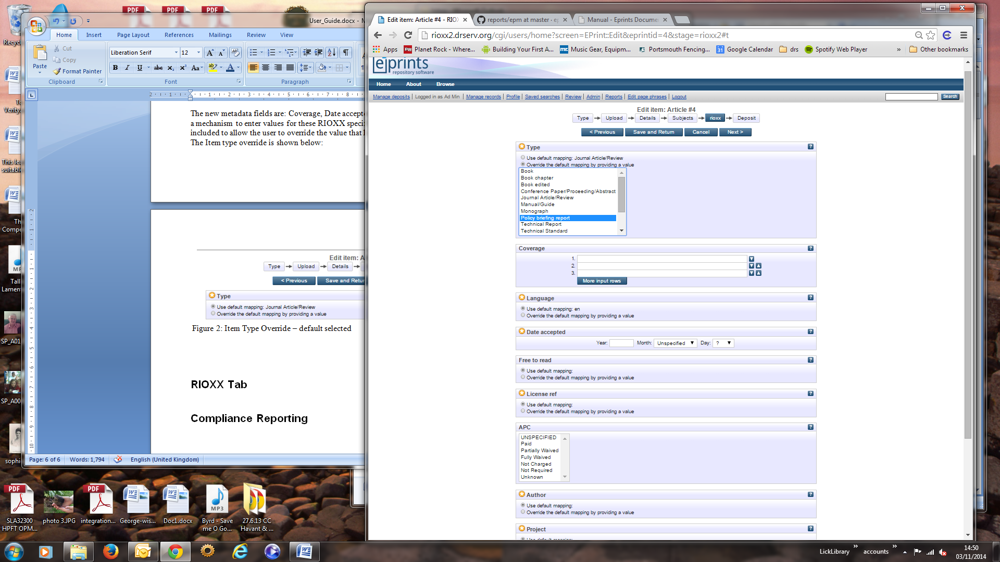 User_Guide.docx - M
Home Insert Page Layout References Mailings Review View
Paste
Cut
Copy
Format Painter
Clipboard
Liberation Serif 12
Font
Paragraph
The new metadata fields are: Coverage, Date accepte
a mechanism to enter values for these RIOXX speci
included to allow the user to override the value that
The Item type override is shown below:
Edit item: A
Type Upload Details
< Previous Save and Retur
Type
Use default mapping: Journal Article/Review
Override the default mapping by providing a value
Figure 2: Item Type Override – default selected
RIOXX Tab
Compliance Reporting
Page: 6 of 6 Words: 1,794 English (United Kingdom)
Edit item: Article #4 - RIO
reports/epm at master · ep
Manual - Eprints Docume
rioxx2.drserv.org/cgi/users/home?screen=EPrint::Edit&eprintid=4&stage=rioxx2#t
Apps Planet Rock - Where... Building Your First A... Music Gear, Equipm... Portsmouth Fencing... Google Calendar drs Spotify Web Player » Other bookmarks
eprints
repository software
Home About Browse
Manage deposits | Logged in as Ad Min | Manage records | Profile | Saved searches | Review | Admin | Reports | Edit page phrases | Logout
Search
Edit item: Article #4
Type Upload Details Subjects rioxx Deposit
< Previous Save and Return Cancel Next >
Type
Use default mapping: Journal Article/Review
Override the default mapping by providing a value
Book
Book chapter
Book edited
Conference Paper/Proceeding/Abstract
Journal Article/Review
Manual/Guide
Monograph
Policy briefing report
Technical Report
Technical Standard
Coverage
1.
2.
3.
More input rows
Language
Use default mapping: en
Override the default mapping by providing a value
Date accepted
Year: Month: Unspecified Day: ?
Free to read
Use default mapping:
Override the default mapping by providing a value
License ref
Use default mapping:
Override the default mapping by providing a value
APC
UNSPECIFIED
Paid
Partially Waived
Fully Waived
Not Charged
Not Required
Unknown
Author
Use default mapping:
Override the default mapping by providing a value
Project
Use default mapping:
Recycl
To
Verity.
This lea
suitabl
Th
Compe
Tall
Lamen
SP_A01
SP_A00
sophi
PDF PDF PDF
SLA32300
HPFT OPM...
photo 3.JPG
integration...
George-wis...
Doc1.docx
MP3
Byrd - Save
me O Go...
27.6.13 CC
Havant & ...
LickLibrary » accounts »
14:50
03/11/2014